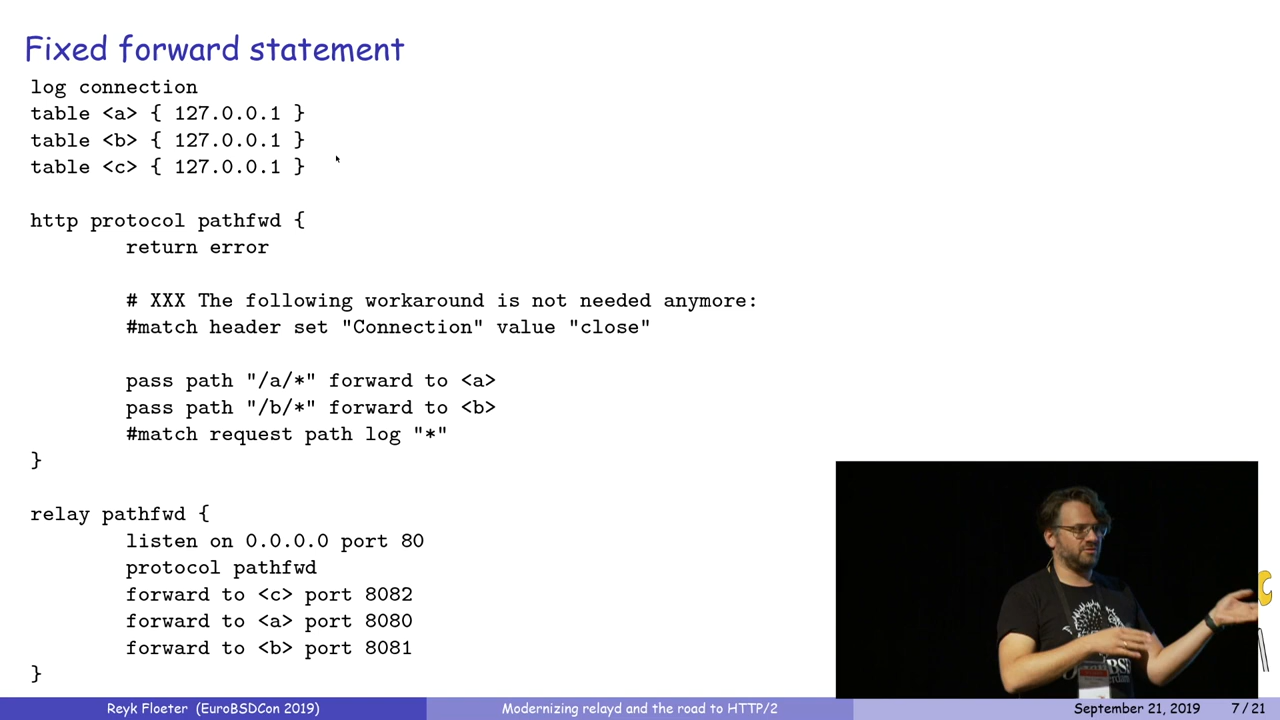 Fixed forward statement
log connection
table <a> { 127.0.0.1 }
table <b> { 127.0.0.1 }
table <c> { 127.0.0.1 }
http protocol pathfwd {
return error
# XXX The following workaround is not needed anymore:
#match header set "Connection" value "close"
pass path "/a/*" forward to <a>
pass path "/b/*" forward to <b>
#match request path log "*"
}
relay pathfwd {
listen on 0.0.0.0 port 80
protocol pathfwd
forward to <c> port 8082
forward to <a> port 8080
forward to <b> port 8081
}
Reyk Floeter (EuroBSDCon 2019) Modernizing relayd and the road to HTTP/2 September 21, 2019 7 / 21